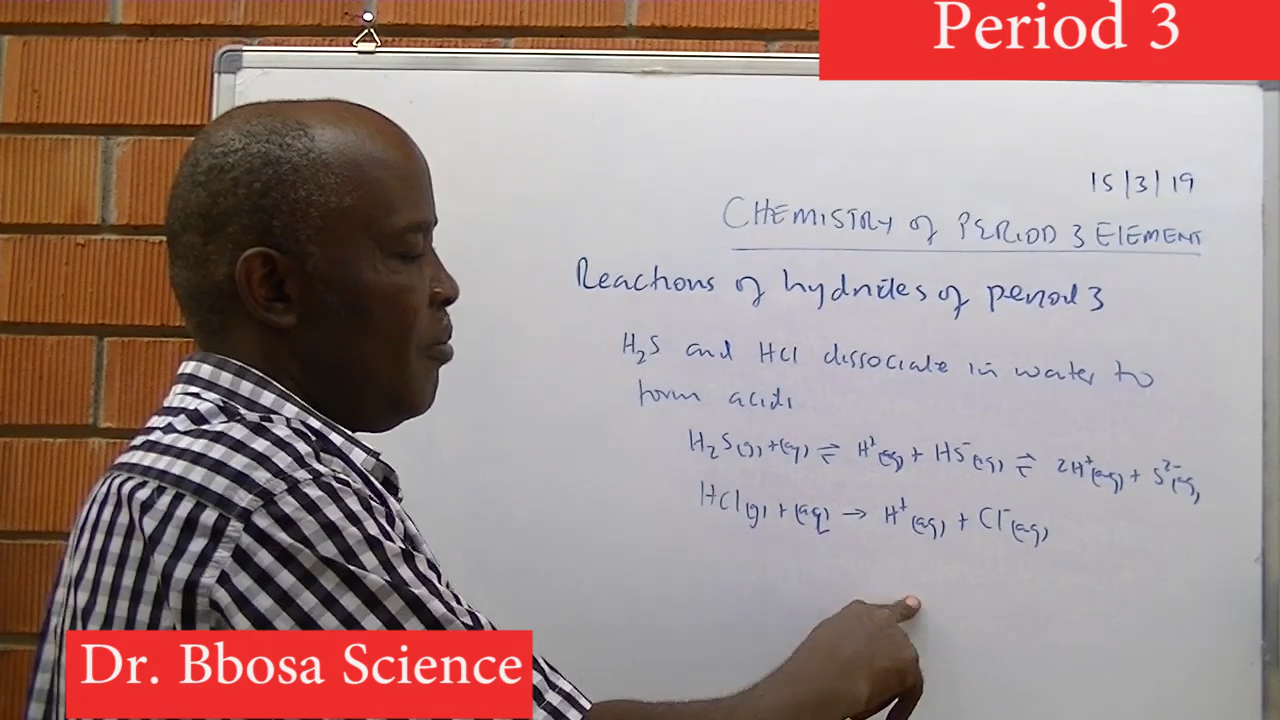 Period 3
15/3/19
CHEMISTRY of PERIOD 3 ELEMENT
Reactions of hydrides of period 3
H₂S and HCl dissociate in water to
form acids
H₂S(g) + (aq) ⇌ H⁺(aq) + HS⁻(aq) ⇌ 2H⁺(aq) + S²⁻(aq)
HCl(g) + (aq) → H⁺(aq) + Cl⁻(aq)
Dr. Bbosa Science